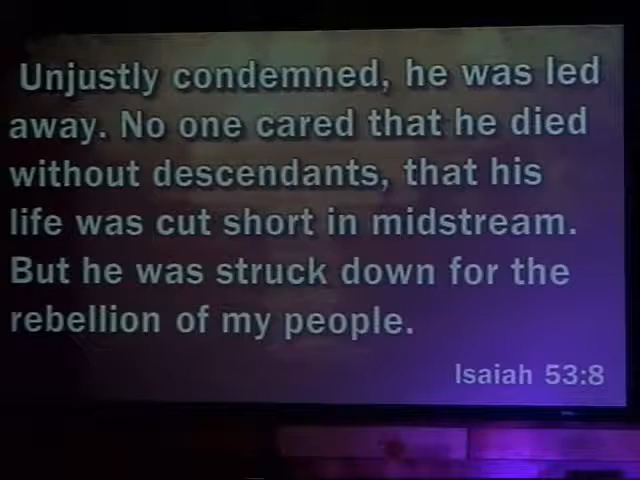 Unjustly condemned, he was led
away. No one cared that he died
without descendants, that his
life was cut short in midstream.
But he was struck down for the
rebellion of my people.
Isaiah 53:8